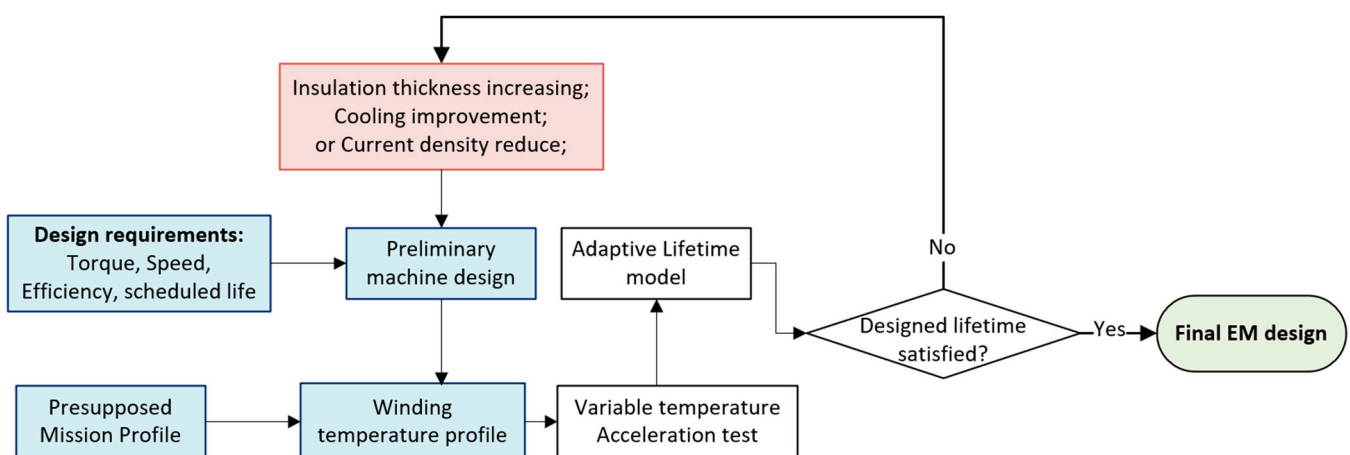 Insulation thickness increasing;
Cooling improvement;
or Current density reduce;
Design requirements:
Torque, Speed,
Efficiency, scheduled life
Preliminary
machine design
Adaptive Lifetime
model
No
Designed lifetime
satisfied?
Yes
Final EM design
Presupposed
Mission Profile
Winding
temperature profile
Variable temperature
Acceleration test